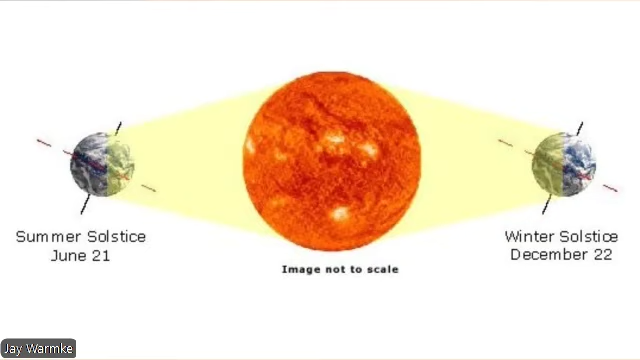 Summer Solstice
June 21
Winter Solstice
December 22
Image not to scale
Jay Warmke